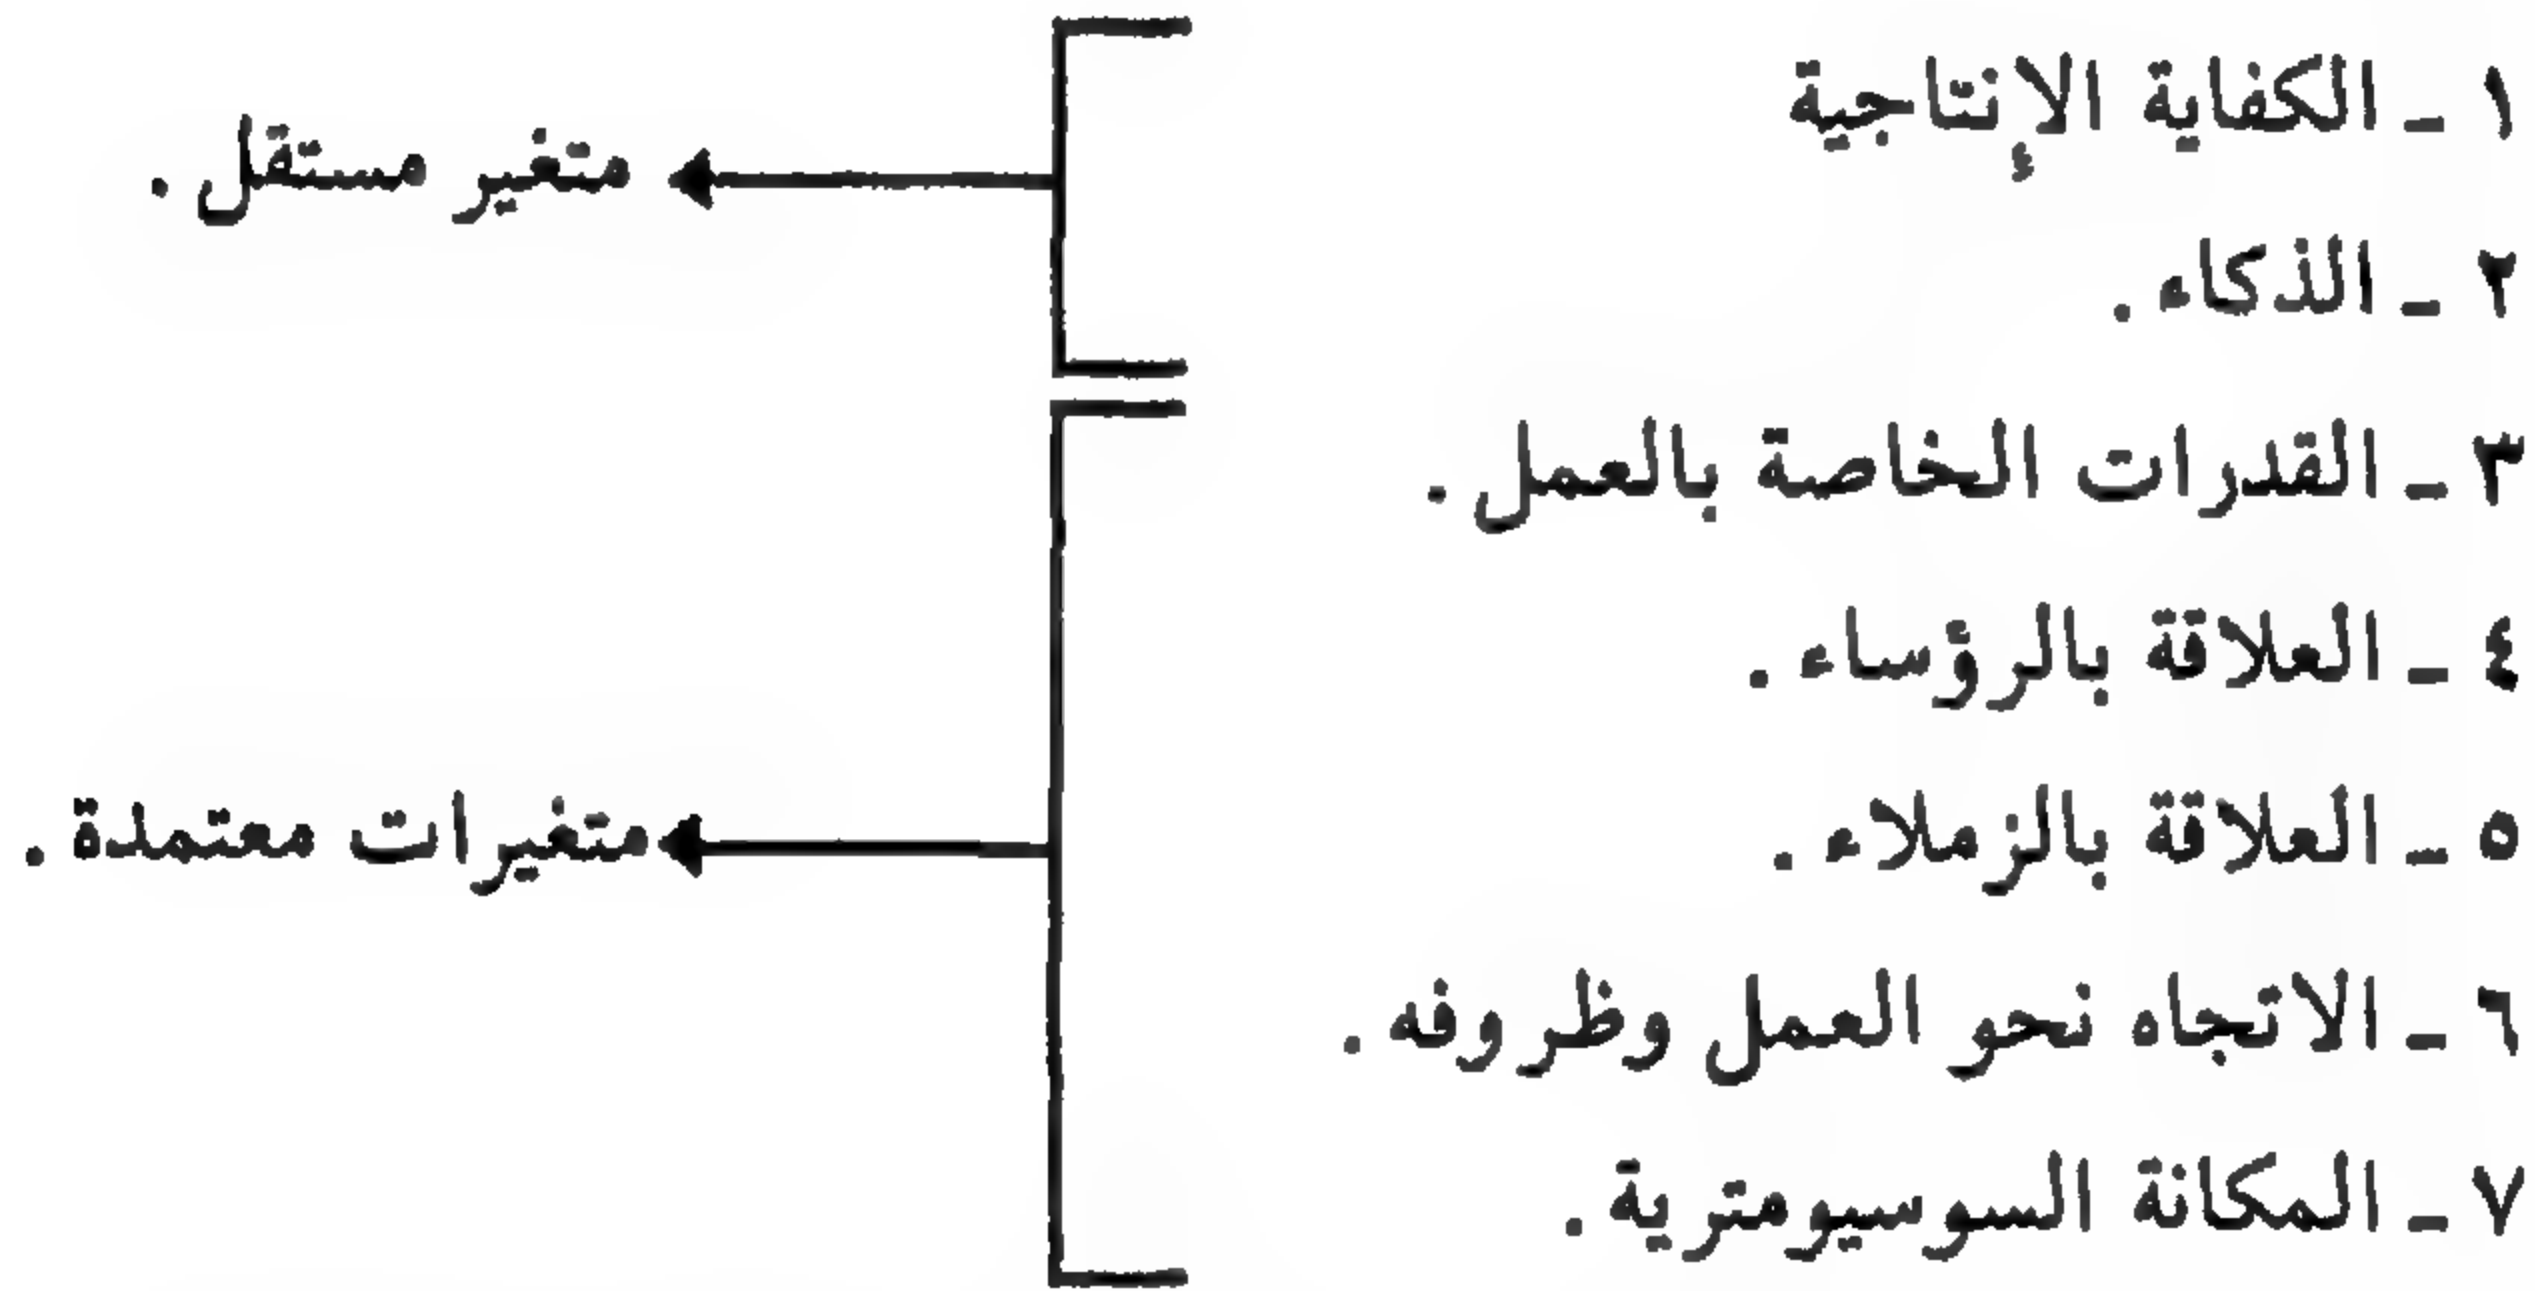 ١ ـ الكفاية الإنتاجية
متغير مستقل .
٢ ـ الذكاء .
٣ ـ القدرات الخاصة بالعمل .
٤ ـ العلاقة بالرؤساء .
٥ ـ العلاقة بالزملاء .
متغيرات معتمدة .
٦ ـ الاتجاه نحو العمل وظروفه .
٧ ـ المكانة السوسيومترية .